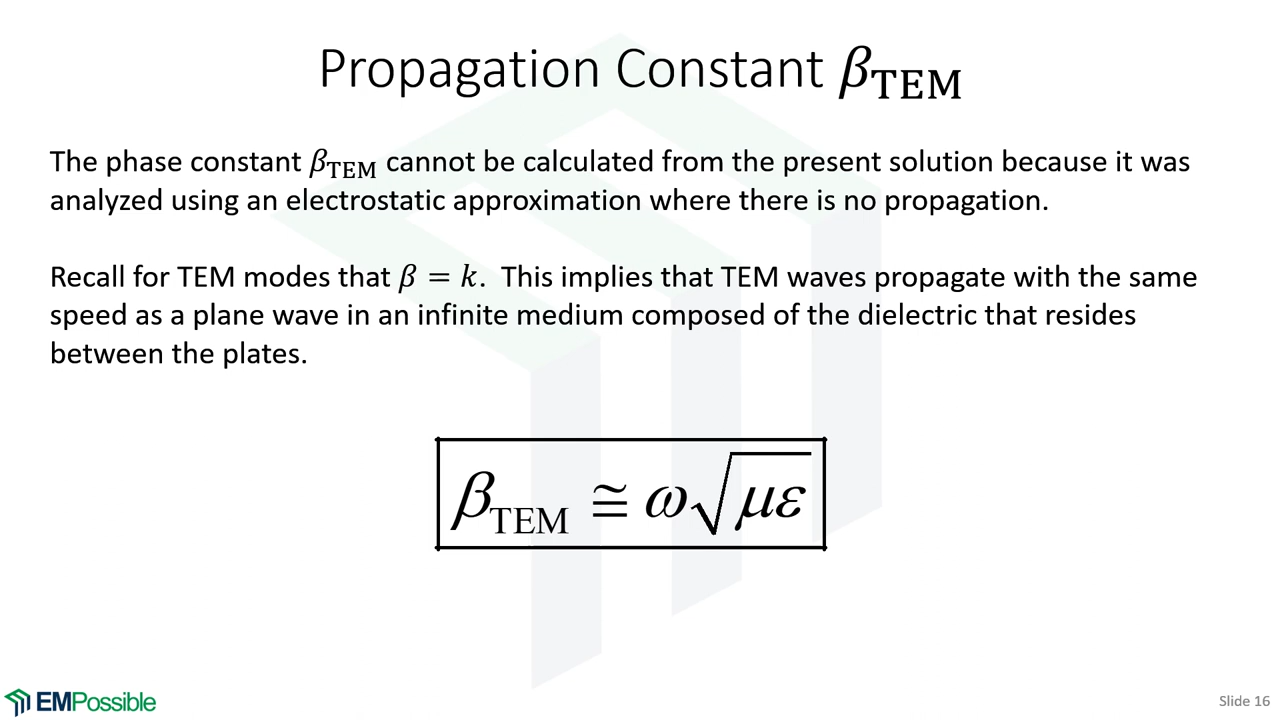 Propagation Constant β_TEM
The phase constant β_TEM cannot be calculated from the present solution because it was
analyzed using an electrostatic approximation where there is no propagation.
Recall for TEM modes that β = k. This implies that TEM waves propagate with the same
speed as a plane wave in an infinite medium composed of the dielectric that resides
between the plates.
β_TEM ≅ ω√με
EMPossible
Slide 16